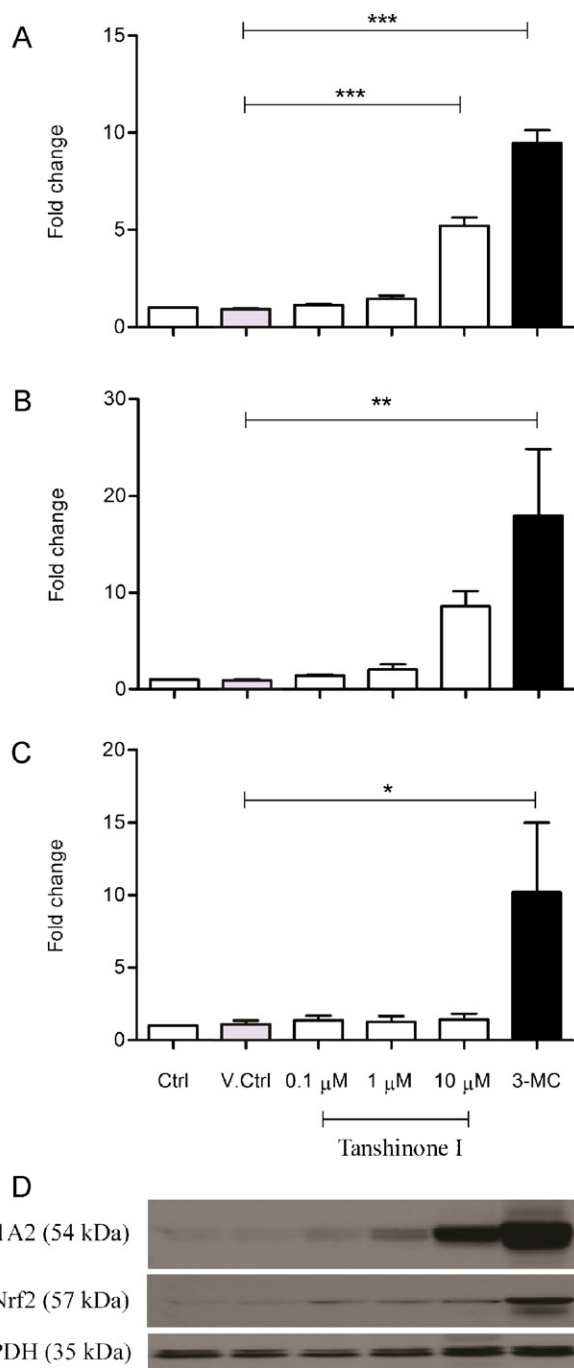 A
15
***
***
10
Fold change
5
0
B
30
**
20
Fold change
10
0
C
20
*
15
10
Fold change
5
0
Ctrl V.Ctrl 0.1 μM 1 μM 10 μM 3-MC
Tanshinone I
D
1A2 (54 kDa)
Nrf2 (57 kDa)
PDH (35 kDa)